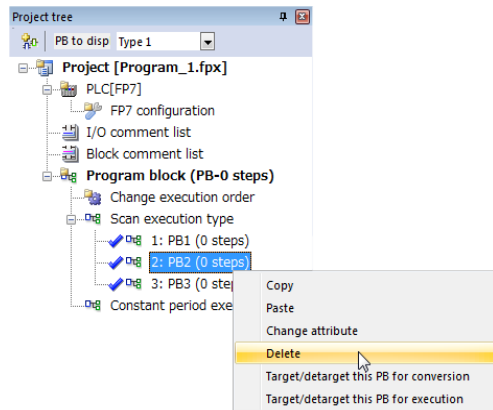 Project tree
PB to disp Type 1
Project [Program_1.fpx]
PLC[FP7]
FP7 configuration
I/O comment list
Block comment list
Program block (PB-0 steps)
Change execution order
Scan execution type
1: PB1 (0 steps)
2: PB2 (0 steps)
3: PB3 (0 step
Constant period exe
Copy
Paste
Change attribute
Delete
Target/detarget this PB for conversion
Target/detarget this PB for execution